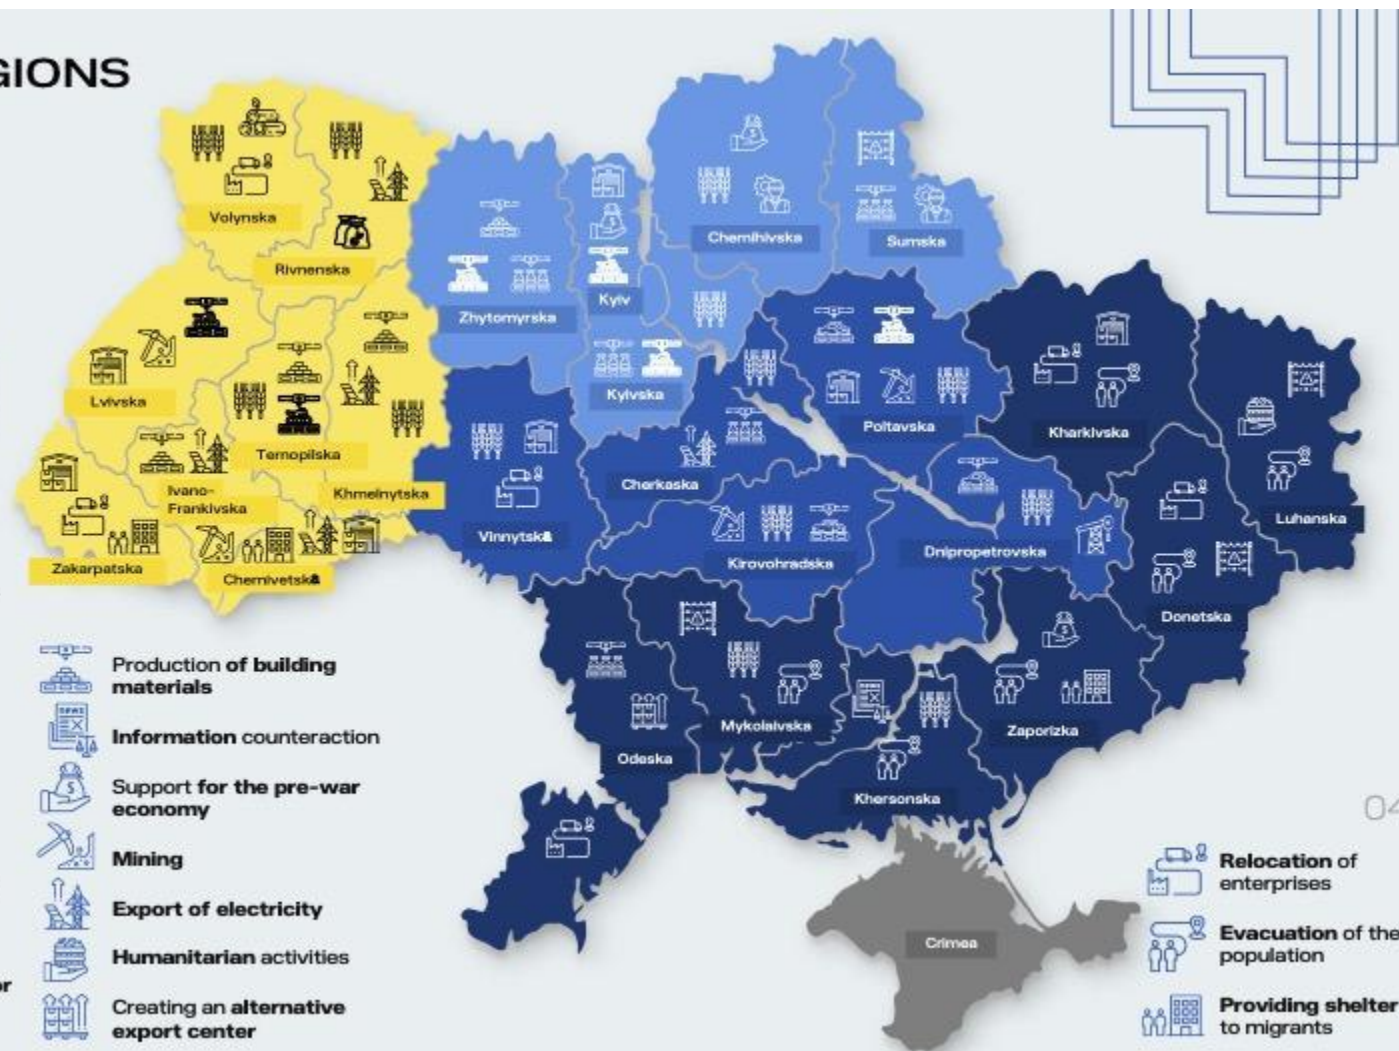 GIONS
Volynska
Rivnenska
Lvivska
Ternopilska
Ivano-
Frankivska
Khmelnytska
Zakarpatska
Chernivetska
Zhytomyrska
Kyiv
Kyivska
Chernihivska
Sumska
Vinnytska
Cherkaska
Poltavska
Kirovohradska
Dnipropetrovska
Kharkivska
Luhanska
Donetska
Odeska
Mykolaivska
Khersonska
Zaporizka
Crimea
Production of building
materials
Information counteraction
Support for the pre-war
economy
Mining
Export of electricity
Humanitarian activities
Creating an alternative
export center
or
04
Relocation of
enterprises
Evacuation of the
population
Providing shelter
to migrants